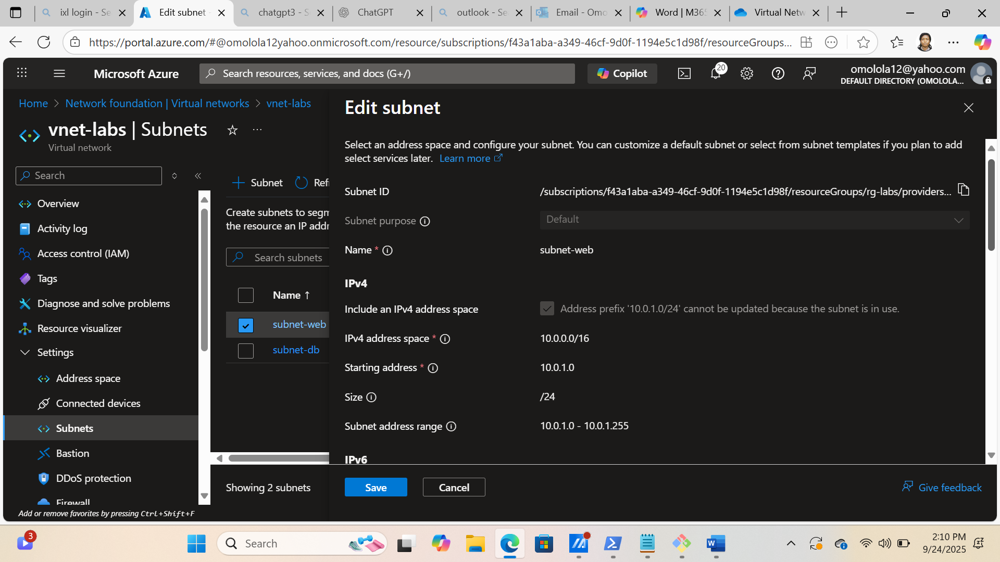 ixl login - Se
Edit subnet -
chatgpt3 - S
ChatGPT
outlook - Se
Email - Omo
Word | M365
Virtual Netw
https://portal.azure.com/#@omolola12yahoo.onmicrosoft.com/resource/subscriptions/f43a1aba-a349-46cf-9d0f-1194e5c1d98f/resourceGroups...
Microsoft Azure
Search resources, services, and docs (G+/)
Copilot
20
omolola12@yahoo.com
DEFAULT DIRECTORY (OMOLOLA...
Home > Network foundation | Virtual networks > vnet-labs
vnet-labs | Subnets
Virtual network
Search
Overview
Activity log
Access control (IAM)
Tags
Diagnose and solve problems
Resource visualizer
Settings
Address space
Connected devices
Subnets
Bastion
DDoS protection
Firewall
Add or remove favorites by pressing Ctrl+Shift+F
Subnet
Refr
Create subnets to segm
the resource an IP addr
Search subnets
Name ↑
subnet-web
subnet-db
Showing 2 subnets
Edit subnet
Select an address space and configure your subnet. You can customize a default subnet or select from subnet templates if you plan to add
select services later. Learn more
Subnet ID
/subscriptions/f43a1aba-a349-46cf-9d0f-1194e5c1d98f/resourceGroups/rg-labs/providers...
Subnet purpose
Default
Name *
subnet-web
IPv4
Include an IPv4 address space
Address prefix '10.0.1.0/24' cannot be updated because the subnet is in use.
IPv4 address space *
10.0.0.0/16
Starting address *
10.0.1.0
Size
/24
Subnet address range
10.0.1.0 - 10.0.1.255
IPv6
Save
Cancel
Give feedback
3
Search
2:10 PM
9/24/2025